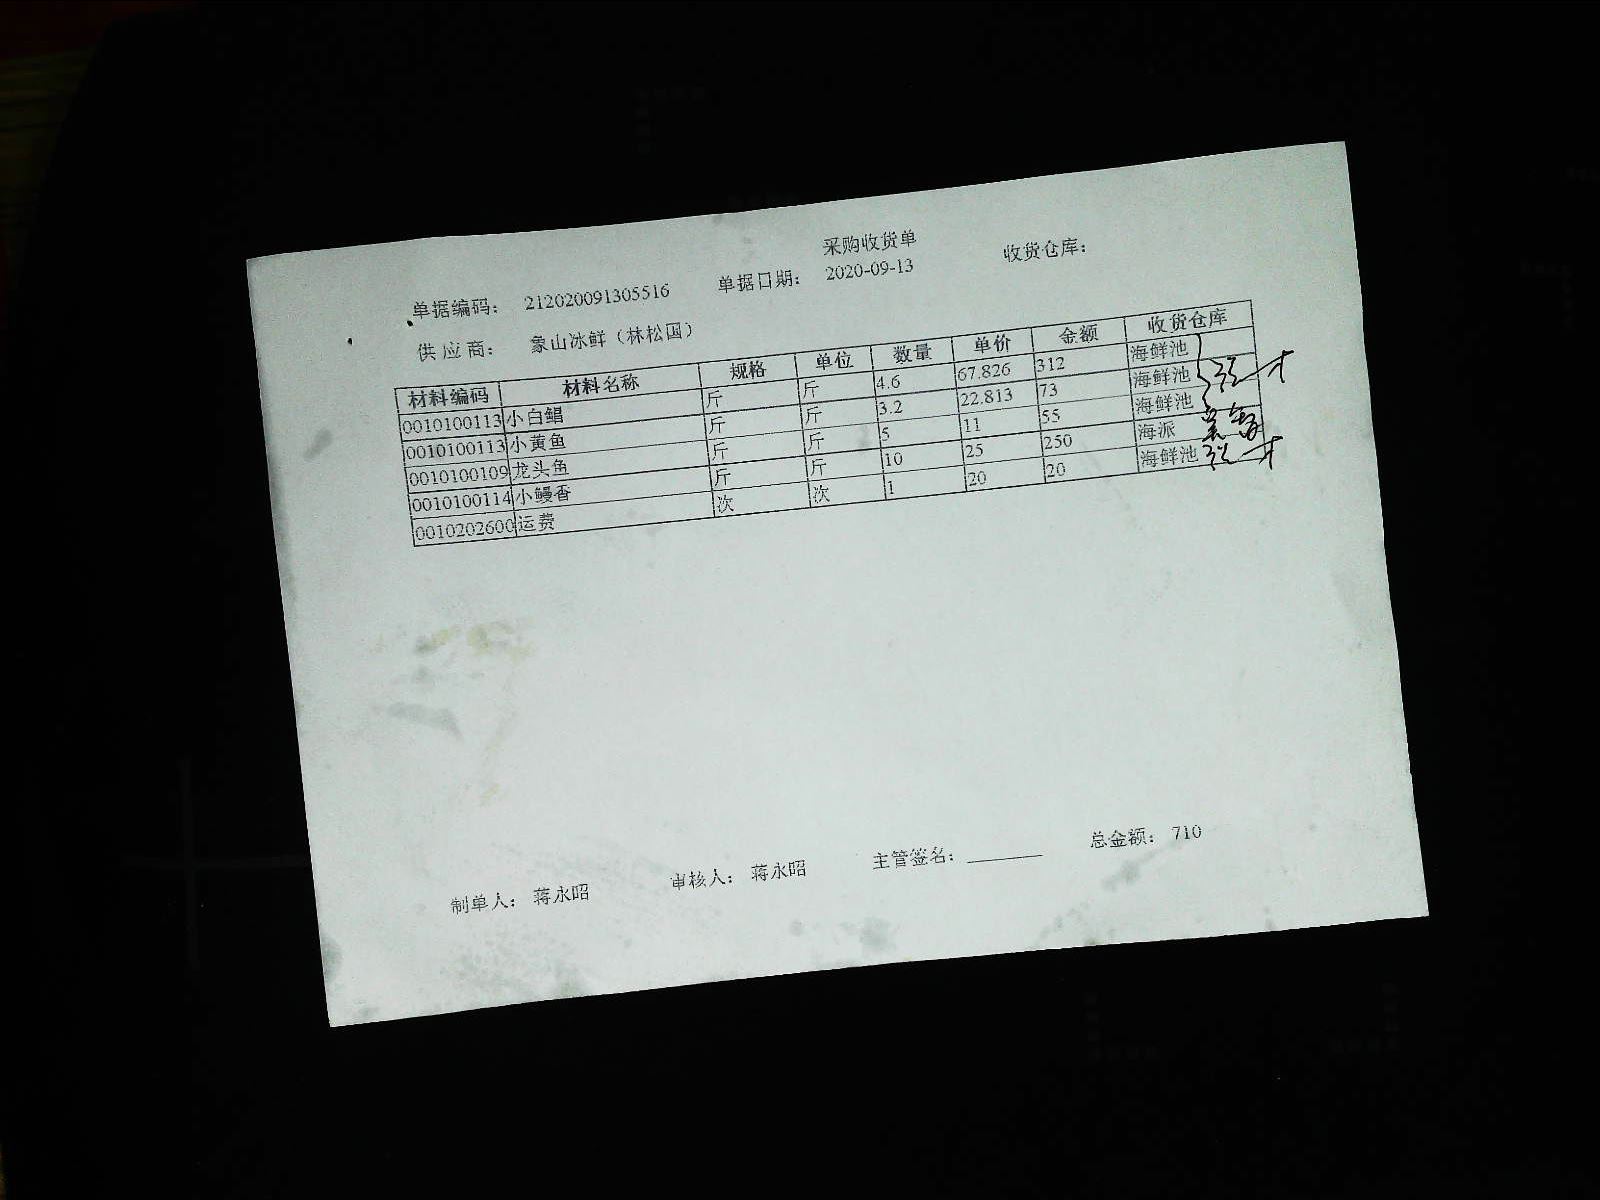 采购收货单
单据编码： 212020091305516 单据日期： 2020-09-13 收货仓库：
供应商： 象山冰鲜（林松国）
材料编码 材料名称 规格 单位 数量 单价 金额 收货仓库
0010100113 小白鲳 斤 斤 4.6 67.826 312 海鲜池
0010100113 小黄鱼 斤 斤 3.2 22.813 73 海鲜池
0010100109 龙头鱼 斤 斤 5 11 55 海鲜池
0010100114 小鳗香 斤 斤 10 25 250 海派
0010202600 运费 次 次 1 20 20 海鲜池
制单人： 蒋永昭 审核人： 蒋永昭 主管签名： 总金额： 710